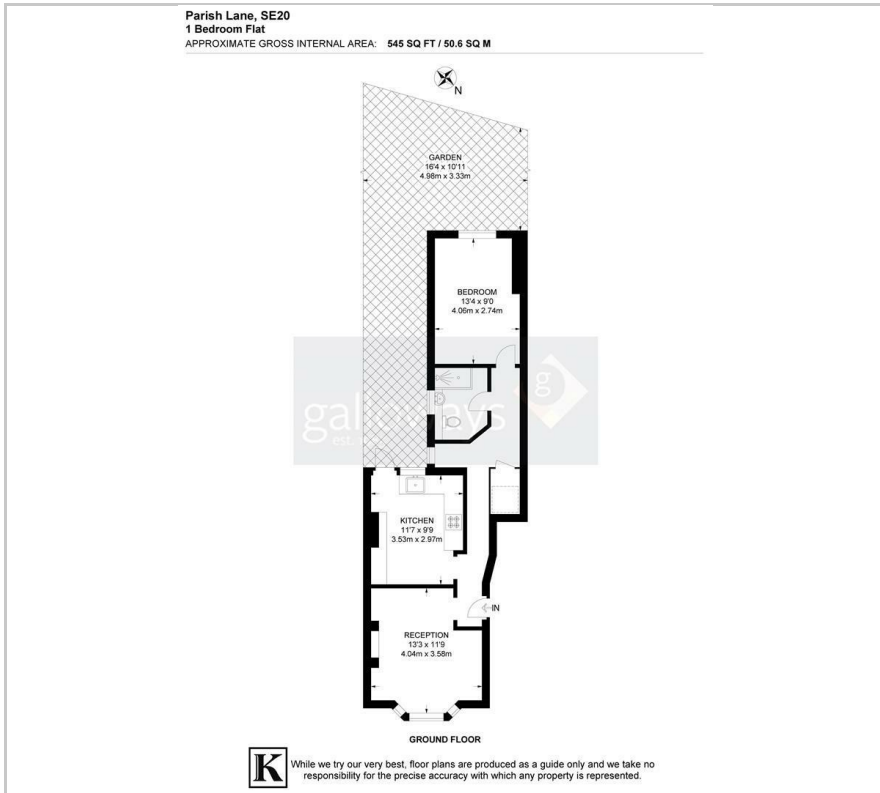 Parish Lane, SE20
1 Bedroom Flat
APPROXIMATE GROSS INTERNAL AREA: 545 SQ FT / 50.6 SQ M
N
GARDEN
16'4 x 10'11
4.98m x 3.33m
BEDROOM
13'4 x 9'0
4.06m x 2.74m
g
galloways
est.
KITCHEN
11'7 x 9'9
3.53m x 2.97m
IN
RECEPTION
13'3 x 11'9
4.04m x 3.58m
GROUND FLOOR
K
While we try our very best, floor plans are produced as a guide only and we take no
responsibility for the precise accuracy with which any property is represented.